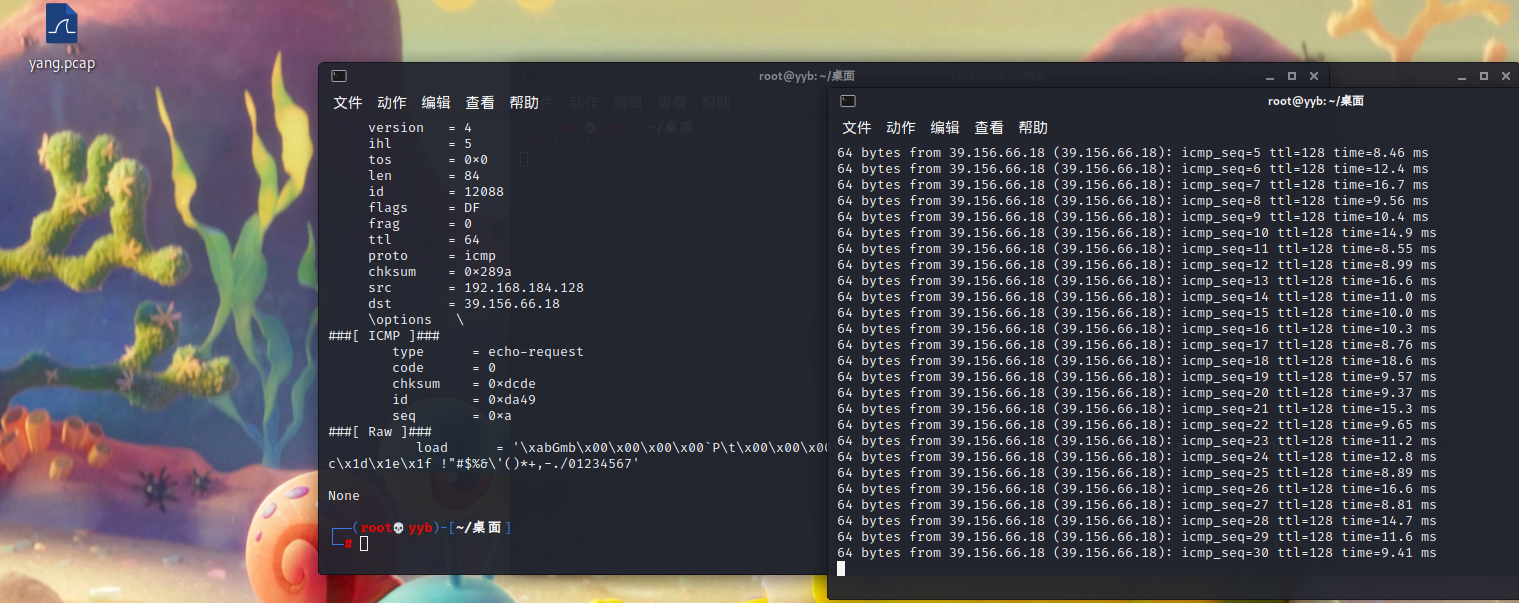 yang.pcap
root@yyb: ~/桌面
文件 动作 编辑 查看 帮助
version = 4
ihl = 5
tos = 0×0
len = 84
id = 12088
flags = DF
frag = 0
ttl = 64
proto = icmp
chksum = 0×289a
src = 192.168.184.128
dst = 39.156.66.18
\options \
###[ ICMP ]###
type = echo-request
code = 0
chksum = 0×dcde
id = 0×da49
seq = 0×a
###[ Raw ]###
load = '\xabGmb\x00\x00\x00\x00`P\t\x00\x00\x00
c\x1d\x1e\x1f !"#$%&\'()*+,-./01234567'
None
(root💀yyb)-[~/桌面]
#
root@yyb: ~/桌面
文件 动作 编辑 查看 帮助
64 bytes from 39.156.66.18 (39.156.66.18): icmp_seq=5 ttl=128 time=8.46 ms
64 bytes from 39.156.66.18 (39.156.66.18): icmp_seq=6 ttl=128 time=12.4 ms
64 bytes from 39.156.66.18 (39.156.66.18): icmp_seq=7 ttl=128 time=16.7 ms
64 bytes from 39.156.66.18 (39.156.66.18): icmp_seq=8 ttl=128 time=9.56 ms
64 bytes from 39.156.66.18 (39.156.66.18): icmp_seq=9 ttl=128 time=10.4 ms
64 bytes from 39.156.66.18 (39.156.66.18): icmp_seq=10 ttl=128 time=14.9 ms
64 bytes from 39.156.66.18 (39.156.66.18): icmp_seq=11 ttl=128 time=8.55 ms
64 bytes from 39.156.66.18 (39.156.66.18): icmp_seq=12 ttl=128 time=8.99 ms
64 bytes from 39.156.66.18 (39.156.66.18): icmp_seq=13 ttl=128 time=16.6 ms
64 bytes from 39.156.66.18 (39.156.66.18): icmp_seq=14 ttl=128 time=11.0 ms
64 bytes from 39.156.66.18 (39.156.66.18): icmp_seq=15 ttl=128 time=10.0 ms
64 bytes from 39.156.66.18 (39.156.66.18): icmp_seq=16 ttl=128 time=10.3 ms
64 bytes from 39.156.66.18 (39.156.66.18): icmp_seq=17 ttl=128 time=8.76 ms
64 bytes from 39.156.66.18 (39.156.66.18): icmp_seq=18 ttl=128 time=18.6 ms
64 bytes from 39.156.66.18 (39.156.66.18): icmp_seq=19 ttl=128 time=9.57 ms
64 bytes from 39.156.66.18 (39.156.66.18): icmp_seq=20 ttl=128 time=9.37 ms
64 bytes from 39.156.66.18 (39.156.66.18): icmp_seq=21 ttl=128 time=15.3 ms
64 bytes from 39.156.66.18 (39.156.66.18): icmp_seq=22 ttl=128 time=9.65 ms
64 bytes from 39.156.66.18 (39.156.66.18): icmp_seq=23 ttl=128 time=11.2 ms
64 bytes from 39.156.66.18 (39.156.66.18): icmp_seq=24 ttl=128 time=12.8 ms
64 bytes from 39.156.66.18 (39.156.66.18): icmp_seq=25 ttl=128 time=8.89 ms
64 bytes from 39.156.66.18 (39.156.66.18): icmp_seq=26 ttl=128 time=16.6 ms
64 bytes from 39.156.66.18 (39.156.66.18): icmp_seq=27 ttl=128 time=8.81 ms
64 bytes from 39.156.66.18 (39.156.66.18): icmp_seq=28 ttl=128 time=14.7 ms
64 bytes from 39.156.66.18 (39.156.66.18): icmp_seq=29 ttl=128 time=11.6 ms
64 bytes from 39.156.66.18 (39.156.66.18): icmp_seq=30 ttl=128 time=9.41 ms